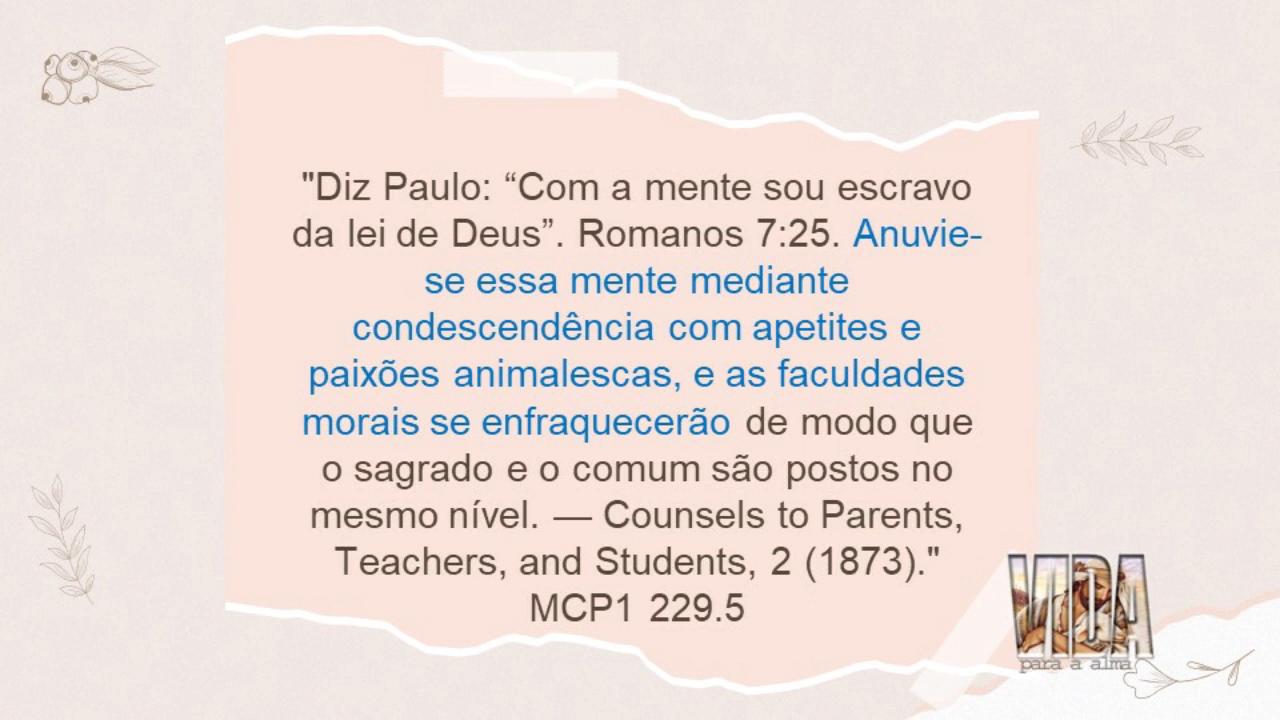 "Diz Paulo: “Com a mente sou escravo
da lei de Deus”. Romanos 7:25. Anuvie-
se essa mente mediante
condescendência com apetites e
paixões animalescas, e as faculdades
morais se enfraquecerão de modo que
o sagrado e o comum são postos no
mesmo nível. — Counsels to Parents,
Teachers, and Students, 2 (1873)."
MCP1 229.5
VIDA
para a alma